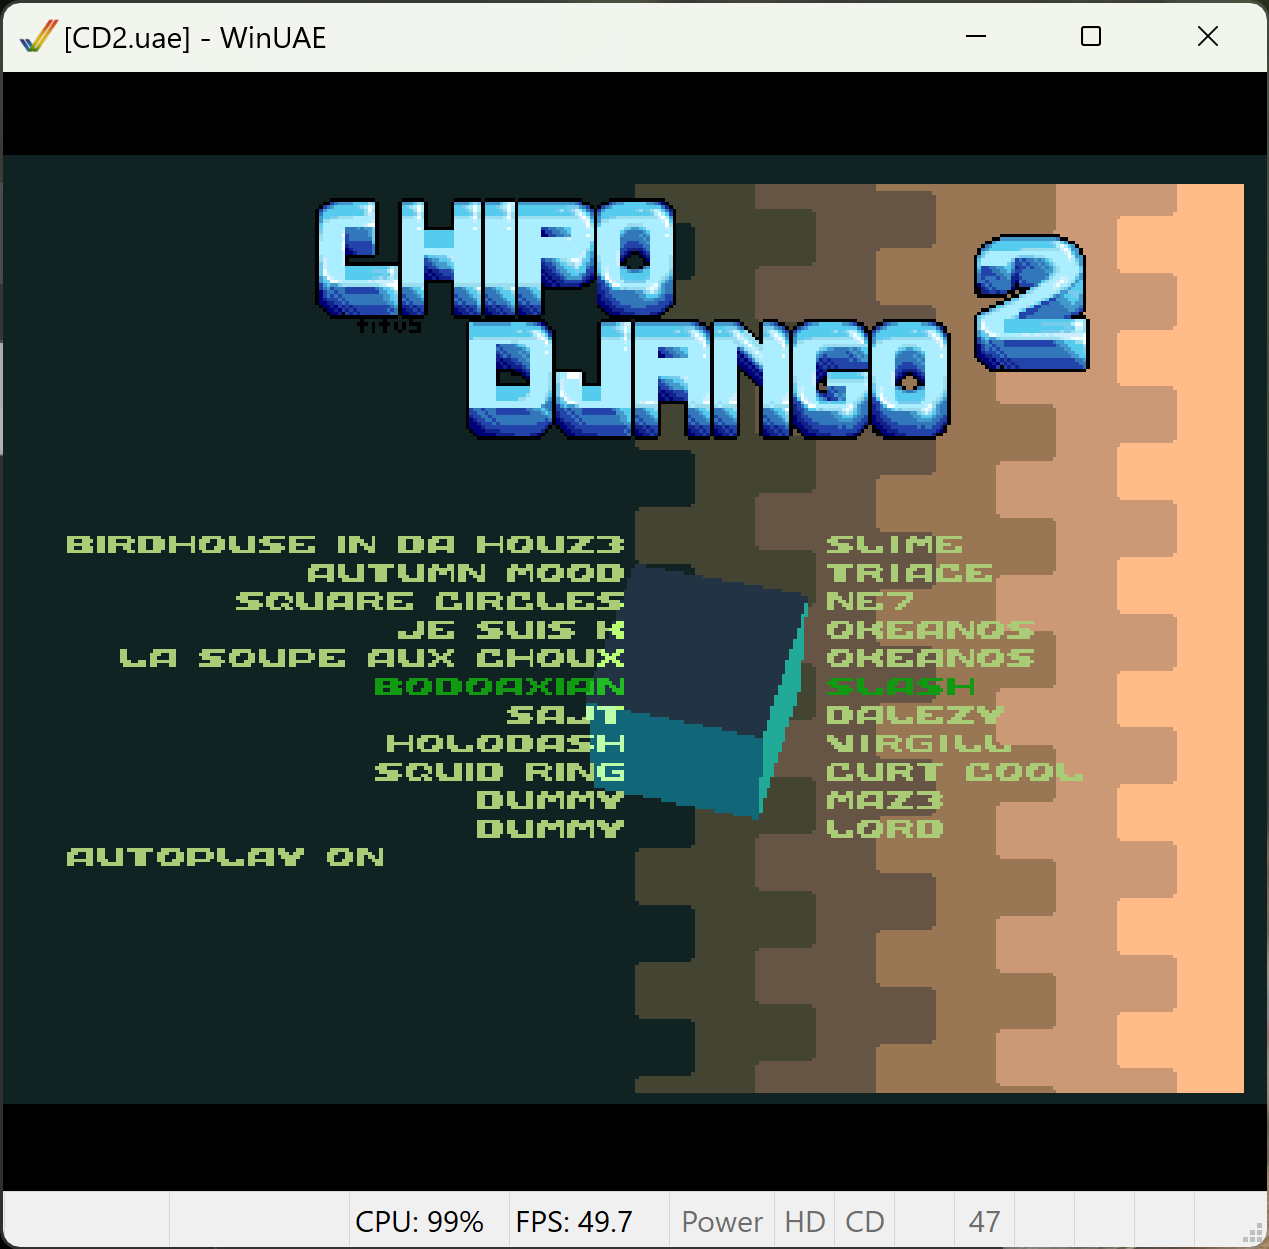 [CD2.uae] - WinUAE
CHIPO
2
titus
DJANGO
BIRDHOUSE IN DA HOUZ3 SLIME
AUTUMN MOOD TRIACE
SQUARE CIRCLES NE7
JE SUIS K OKEANOS
LA SOUPE AUX CHOUX OKEANOS
BODOAXIAN SLASH
SAJT DALEZY
HOLODASH VIRGILL
SQUID RING CURT COOL
DUMMY MAZ3
DUMMY LORD
AUTOPLAY ON
CPU: 99% FPS: 49.7 Power HD CD 47